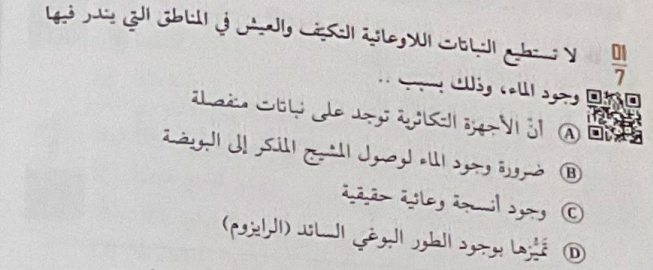 01
7
لا تستطيع النباتات اللاوعائية التكيف والعيش في المناطق التي يندر فيها
وجود الماء، وذلك بسبب ..
A أنَّ الأجهزة التكاثرية توجد على نباتات منفصلة
B ضرورة وجود الماء لوصول المشيج المذكر إلى البويضة
C وجود أنسجة وعائية حقيقية
D تميُّزها بوجود الطور البوغي السائد (الرايزوم)